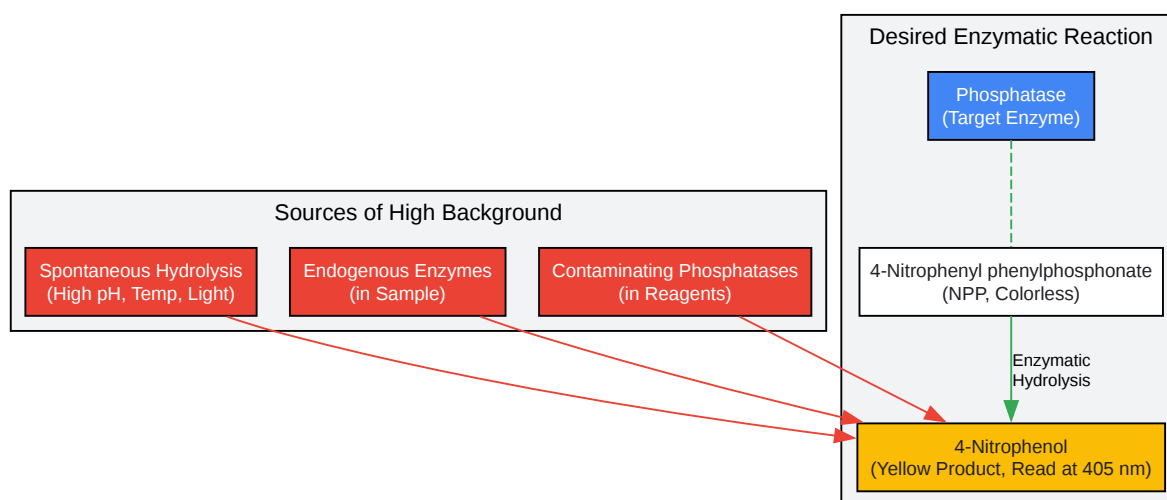 Desired Enzymatic Reaction
Phosphatase
(Target Enzyme)
Sources of High Background
Spontaneous Hydrolysis
(High pH, Temp, Light)
Endogenous Enzymes
(in Sample)
Contaminating Phosphatases
(in Reagents)
4-Nitrophenyl phenylphosphonate
(NPP, Colorless)
Enzymatic
Hydrolysis
4-Nitrophenol
(Yellow Product, Read at 405 nm)